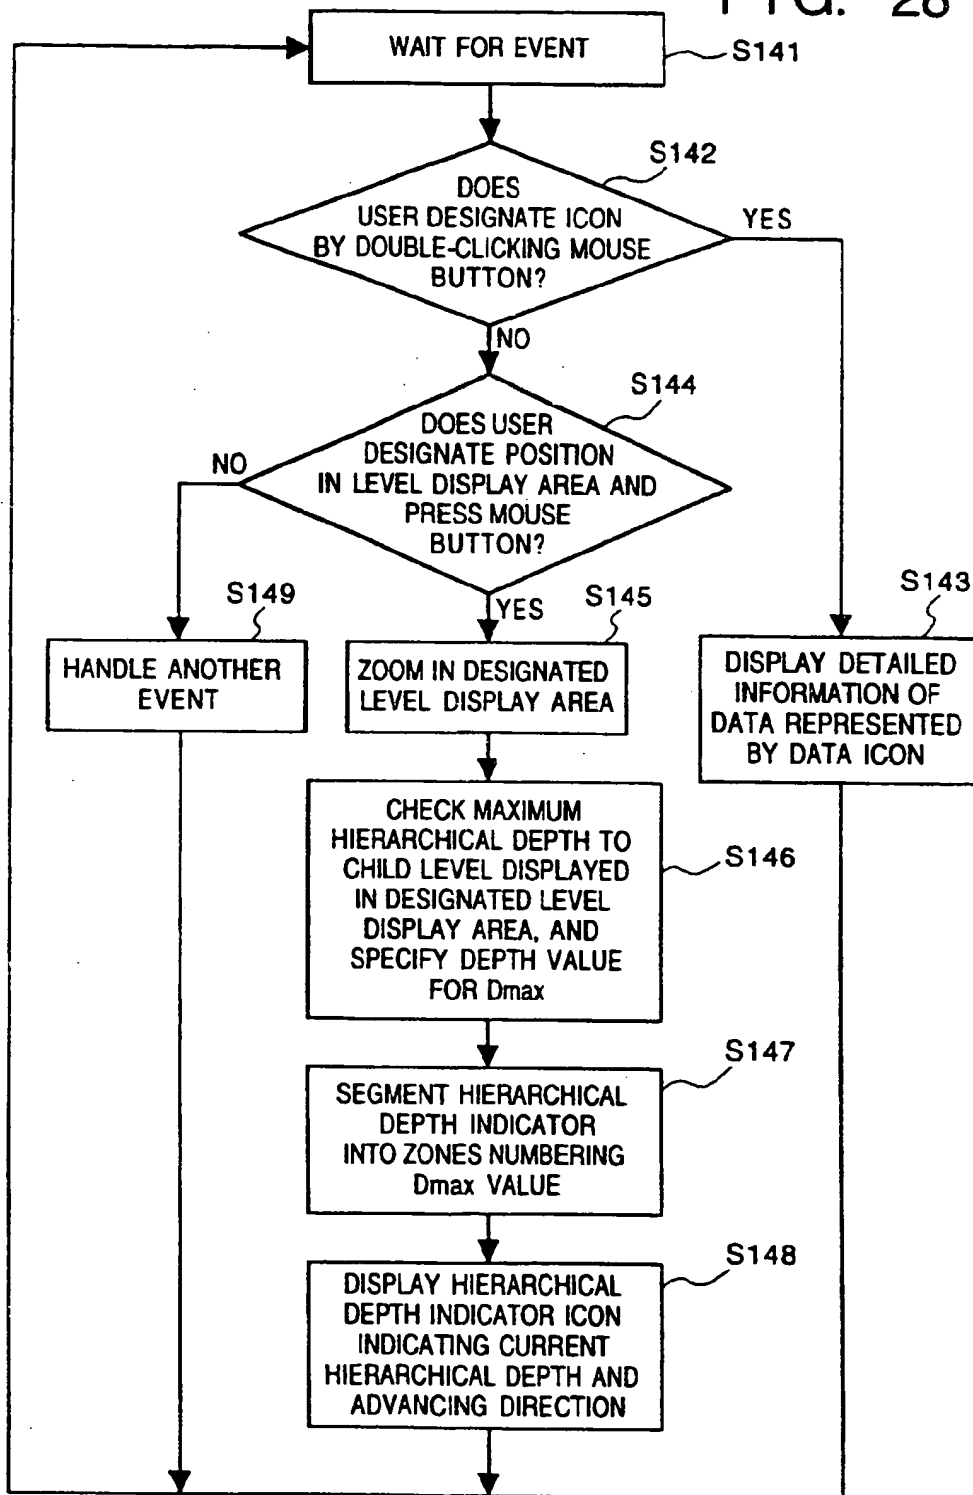 FIG. 28
WAIT FOR EVENT
S141
S142
DOES
USER DESIGNATE ICON
BY DOUBLE-CLICKING MOUSE
BUTTON?
YES
NO
S144
DOES USER
DESIGNATE POSITION
IN LEVEL DISPLAY AREA AND
PRESS MOUSE
BUTTON?
NO
YES
S149
HANDLE ANOTHER
EVENT
S145
ZOOM IN DESIGNATED
LEVEL DISPLAY AREA
S143
DISPLAY DETAILED
INFORMATION OF
DATA REPRESENTED
BY DATA ICON
CHECK MAXIMUM
HIERARCHICAL DEPTH TO
CHILD LEVEL DISPLAYED
IN DESIGNATED LEVEL
DISPLAY AREA, AND
SPECIFY DEPTH VALUE
FOR Dmax
S146
S147
SEGMENT HIERARCHICAL
DEPTH INDICATOR
INTO ZONES NUMBERING
Dmax VALUE
S148
DISPLAY HIERARCHICAL
DEPTH INDICATOR ICON
INDICATING CURRENT
HIERARCHICAL DEPTH AND
ADVANCING DIRECTION